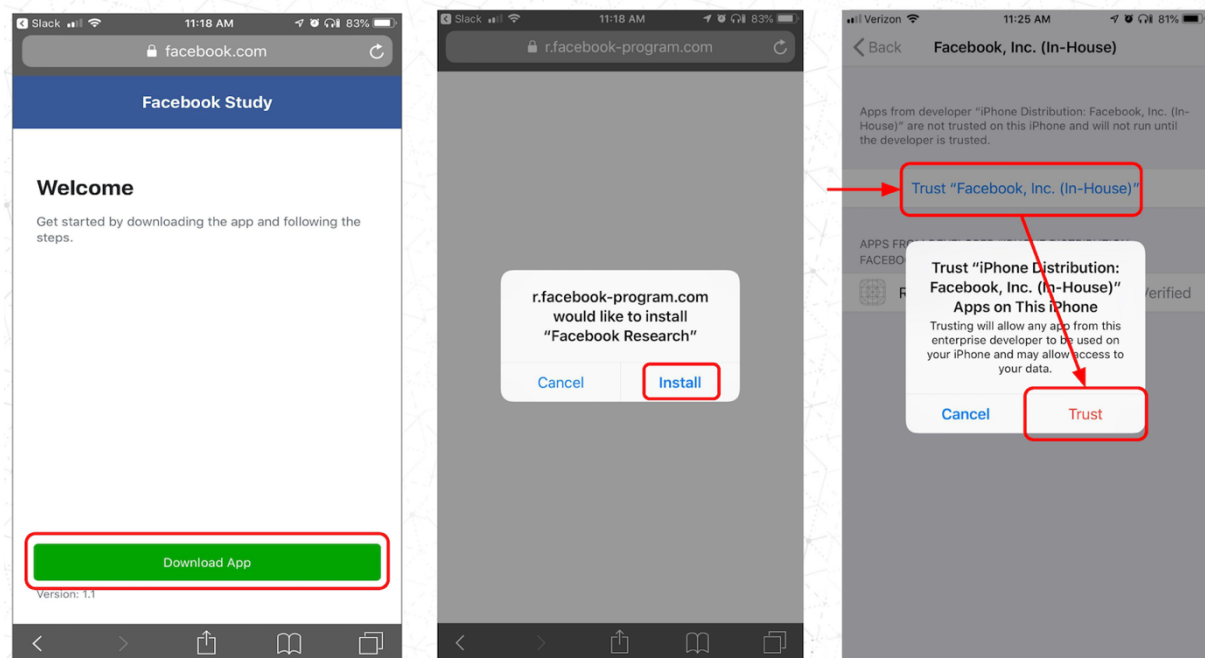 Slack 11:18 AM 83%
facebook.com
Facebook Study
Welcome
Get started by downloading the app and following the
steps.
Download App
Version: 1.1
Slack 11:18 AM 83%
r.facebook-program.com
r.facebook-program.com
would like to install
“Facebook Research”
Cancel Install
Verizon 11:25 AM 81%
Back Facebook, Inc. (In-House)
Apps from developer “iPhone Distribution: Facebook, Inc. (In-
House)” are not trusted on this iPhone and will not run until
the developer is trusted.
Trust “Facebook, Inc. (In-House)”
APPS FR
FACEBO
R
Verified
Trust “iPhone Distribution:
Facebook, Inc. (In-House)”
Apps on This iPhone
Trusting will allow any app from this
enterprise developer to be used on
your iPhone and may allow access to
your data.
Cancel Trust